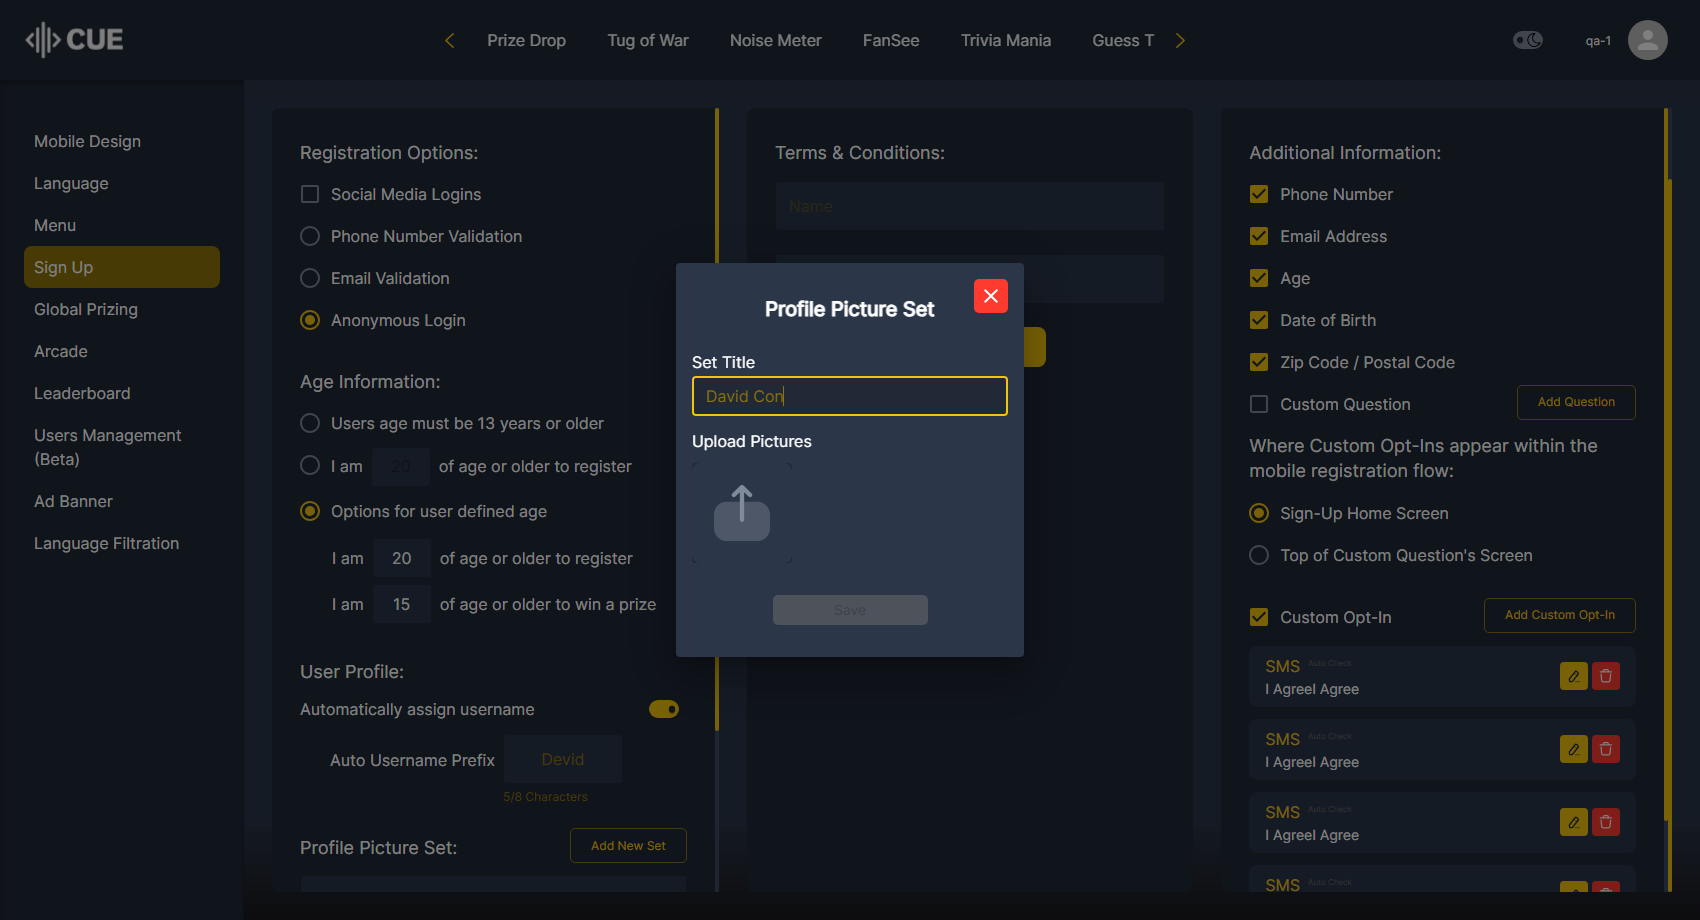 CUE
Prize Drop
Tug of War
Noise Meter
FanSee
Trivia Mania
Guess T
qa-1
Mobile Design
Language
Menu
Sign Up
Global Prizing
Arcade
Leaderboard
Users Management
(Beta)
Ad Banner
Language Filtration
Registration Options:
Social Media Logins
Phone Number Validation
Email Validation
Anonymous Login
Age Information:
Users age must be 13 years or older
I am 20 of age or older to register
Options for user defined age
I am 20 of age or older to register
I am 15 of age or older to win a prize
User Profile:
Automatically assign username
Auto Username Prefix Devid
5/8 Characters
Profile Picture Set:
Add New Set
Terms & Conditions:
Name
Profile Picture Set
Set Title
David Con
Upload Pictures
Save
Additional Information:
Phone Number
Email Address
Age
Date of Birth
Zip Code / Postal Code
Custom Question
Add Question
Where Custom Opt-Ins appear within the
mobile registration flow:
Sign-Up Home Screen
Top of Custom Question's Screen
Custom Opt-In
Add Custom Opt-In
SMS Auto Check
I AgreeI Agree
SMS Auto Check
I AgreeI Agree
SMS Auto Check
I AgreeI Agree
SMS Auto Check